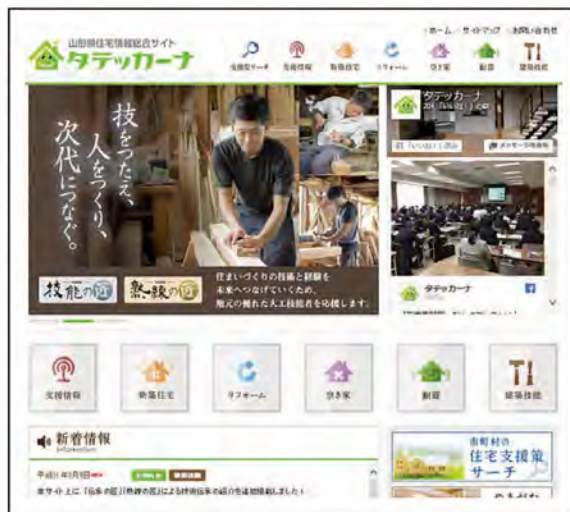 ホーム サイトマップ お問い合わせ
山形県住宅情報総合サイト
タテッカーナ
支援策サーチ 支援情報 新築住宅 リフォーム 空き家 耐震 建築技能
技をつたえ、
人をつくり、
次代につなぐ。
技能の匠 熟練の匠
住まいづくりの技術と経験を
未来へつなげていくため、
地元の優れた大工技能者を応援します。
タテッカーナ
タテッカーナ
支援情報 新築住宅 リフォーム 空き家 耐震 建築技能
新着情報
Information
市町村の
住宅支援策
サーチ